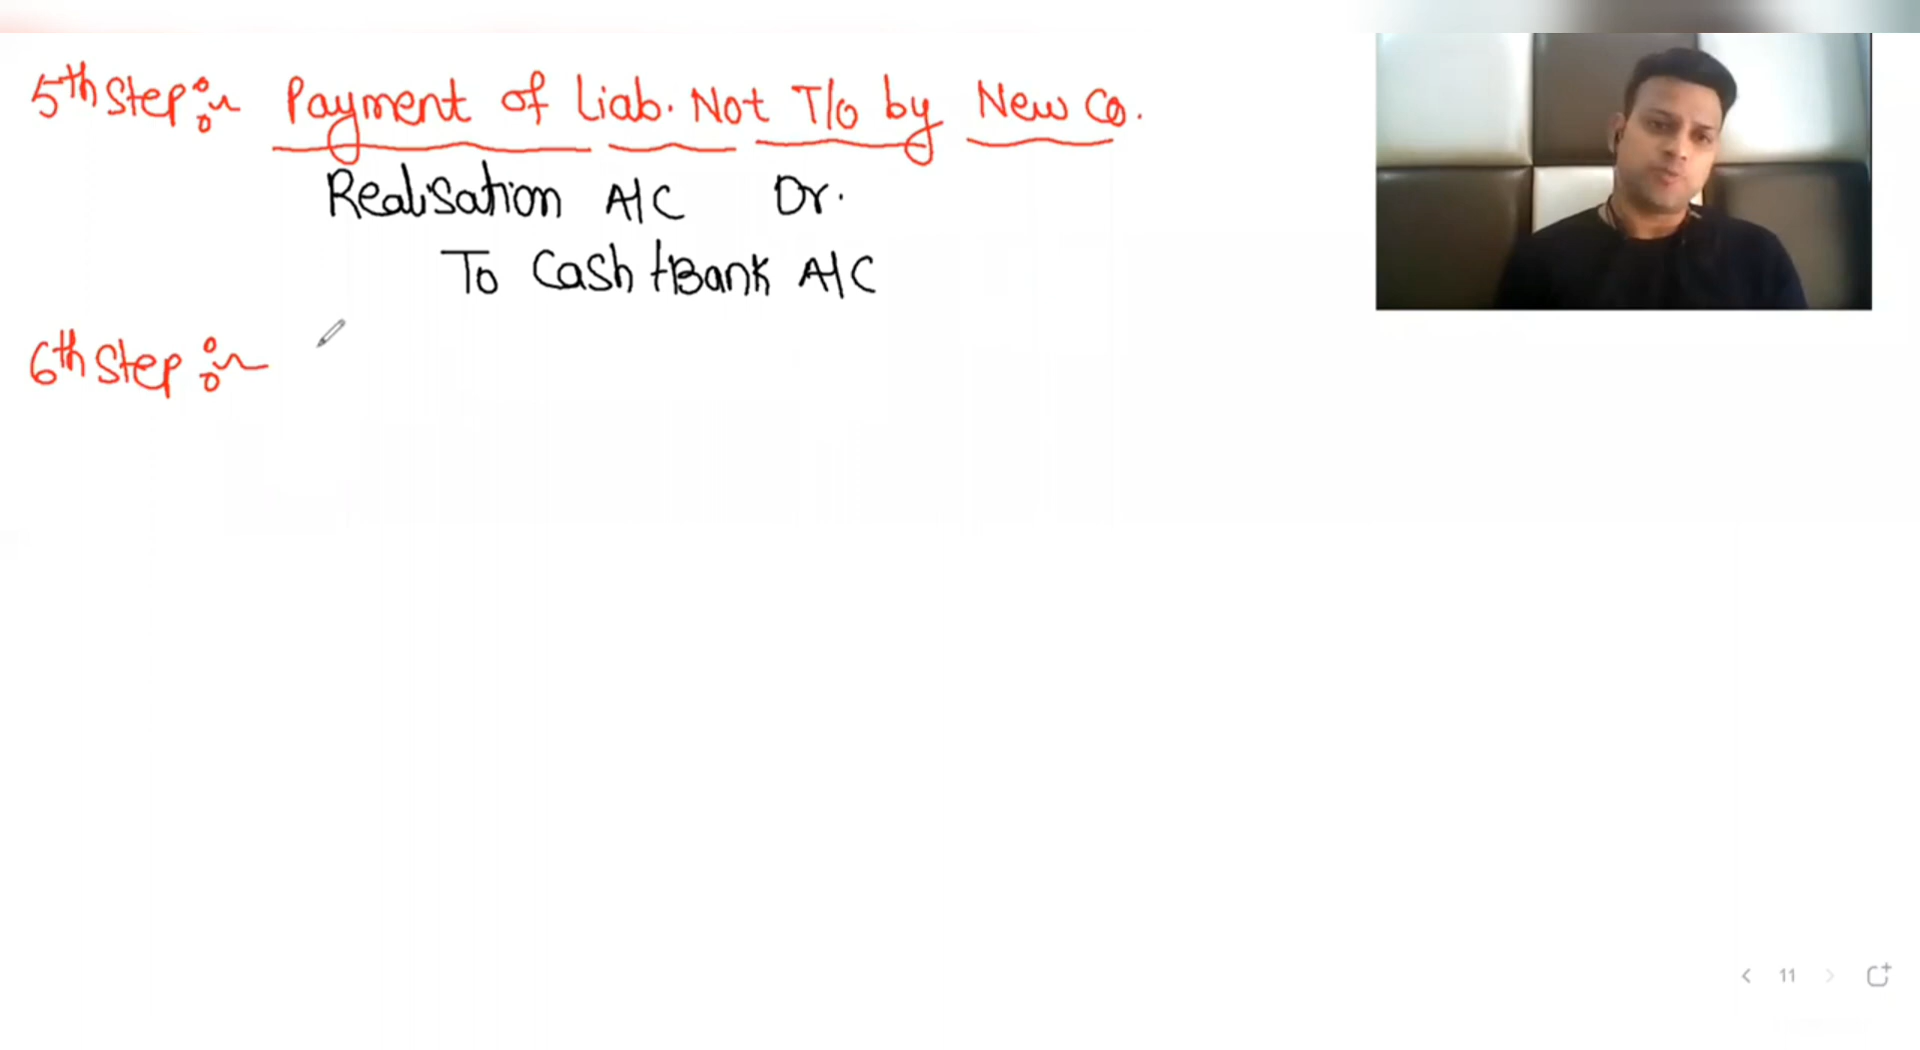 5th Step:~ Payment of Liab. Not T/o by New Co.
Realisation A/C Dr.
To Cash + Bank A/C
6th Step:~
11